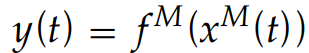 y(t) = f^M(x^M(t))